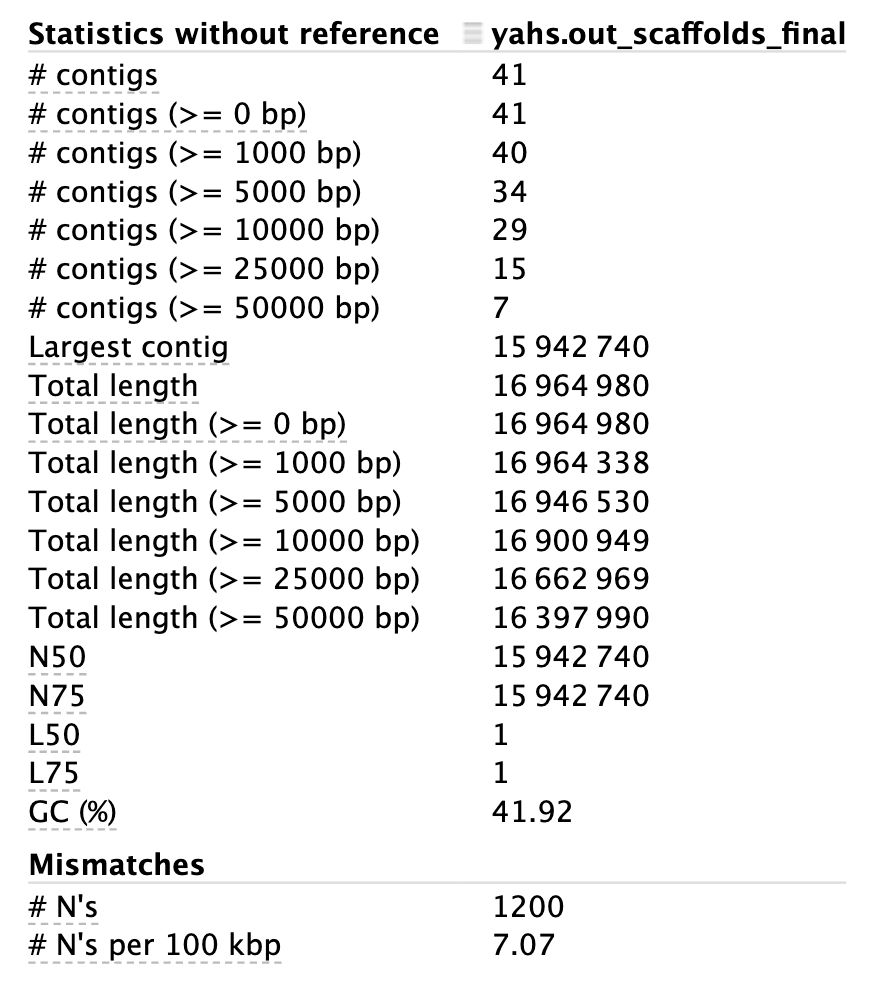 Statistics without reference yahs.out_scaffolds_final
# contigs 41
# contigs (>= 0 bp) 41
# contigs (>= 1000 bp) 40
# contigs (>= 5000 bp) 34
# contigs (>= 10000 bp) 29
# contigs (>= 25000 bp) 15
# contigs (>= 50000 bp) 7
Largest contig 15 942 740
Total length 16 964 980
Total length (>= 0 bp) 16 964 980
Total length (>= 1000 bp) 16 964 338
Total length (>= 5000 bp) 16 946 530
Total length (>= 10000 bp) 16 900 949
Total length (>= 25000 bp) 16 662 969
Total length (>= 50000 bp) 16 397 990
N50 15 942 740
N75 15 942 740
L50 1
L75 1
GC (%) 41.92
Mismatches
# N's 1200
# N's per 100 kbp 7.07